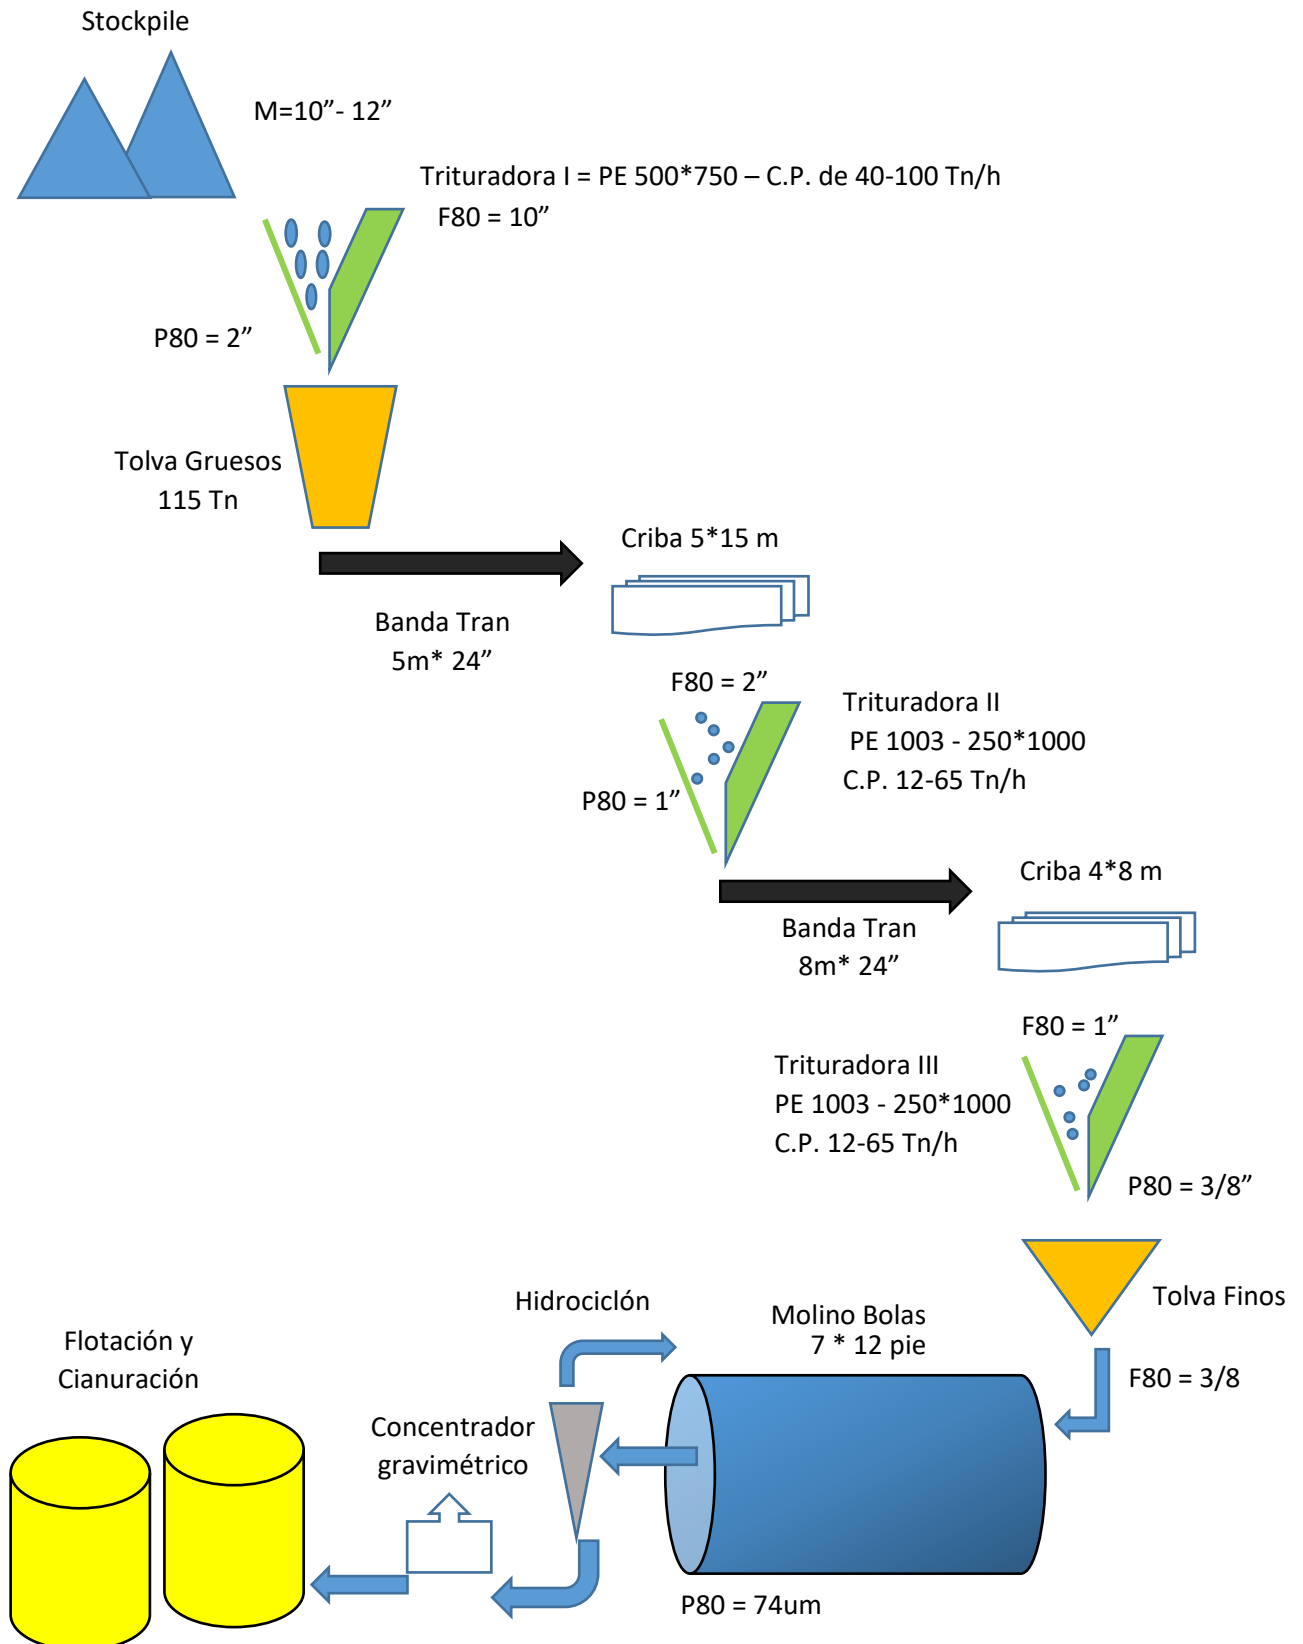 Stockpile
M=10”- 12”
Trituradora I = PE 500*750 – C.P. de 40-100 Tn/h
F80 = 10”
P80 = 2”
Tolva Gruesos
115 Tn
Criba 5*15 m
Banda Tran
5m* 24”
F80 = 2”
Trituradora II
PE 1003 - 250*1000
C.P. 12-65 Tn/h
P80 = 1”
Criba 4*8 m
Banda Tran
8m* 24”
F80 = 1”
Trituradora III
PE 1003 - 250*1000
C.P. 12-65 Tn/h
P80 = 3/8”
Tolva Finos
Hidrociclón
Molino Bolas
7 * 12 pie
Flotación y
Cianuración
F80 = 3/8
Concentrador
gravimétrico
P80 = 74um